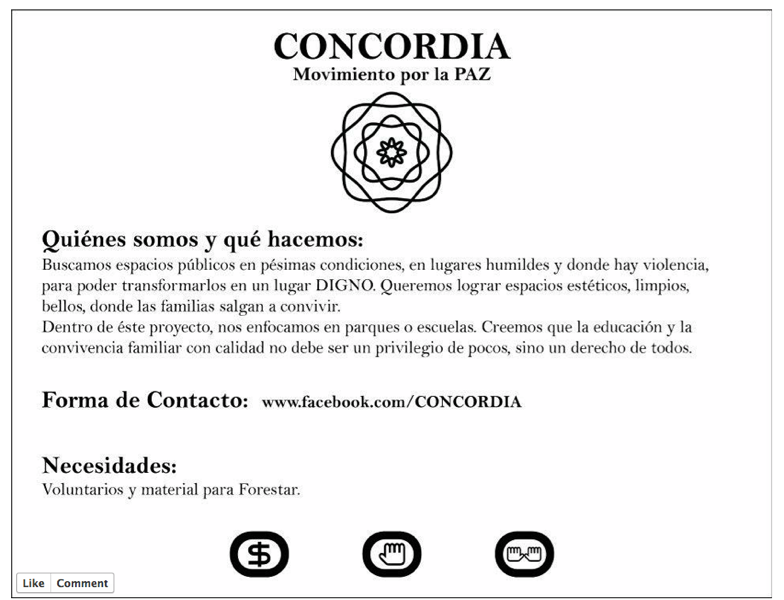 CONCORDIA
Movimiento por la PAZ
Quiénes somos y qué hacemos:
Buscamos espacios públicos en pésimas condiciones, en lugares humildes y donde hay violencia,
para poder transformarlos en un lugar DIGNO. Queremos lograr espacios estéticos, limpios,
bellos, donde las familias salgan a convivir.
Dentro de éste proyecto, nos enfocamos en parques o escuelas. Creemos que la educación y la
convivencia familiar con calidad no debe ser un privilegio de pocos, sino un derecho de todos.
Forma de Contacto: www.facebook.com/CONCORDIA
Necesidades:
Voluntarios y material para Forestar.
$
Like Comment